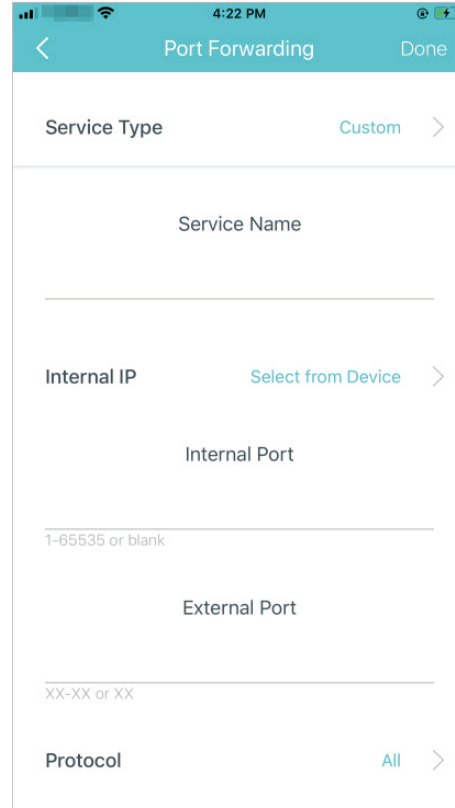 4:22 PM
Port Forwarding
Done
Service Type
Custom
Service Name
Internal IP
Select from Device
Internal Port
1-65535 or blank
External Port
XX-XX or XX
Protocol
All